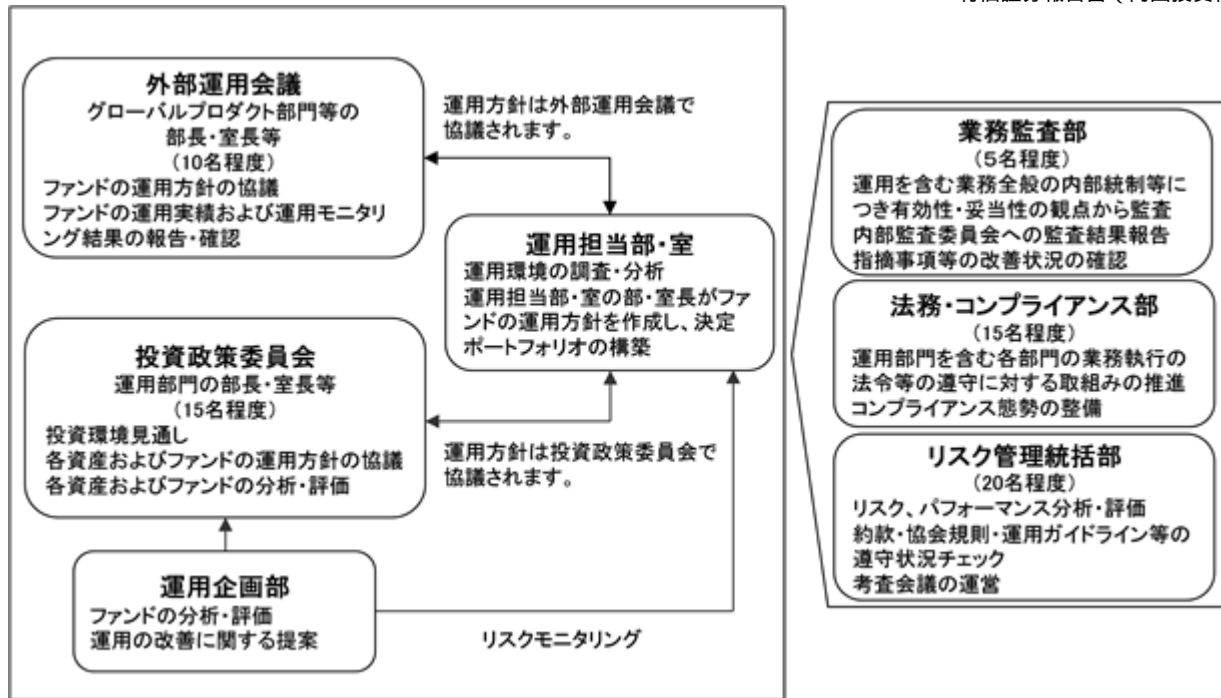 外部運用会議
グローバルプロダクト部門等の
部長・室長等
(10名程度)
ファンドの運用方針の協議
ファンドの運用実績および運用モニタリ
ング結果の報告・確認
運用方針は外部運用会議で
協議されます。
運用担当部・室
運用環境の調査・分析
運用担当部・室の部・室長がファ
ンドの運用方針を作成し、決定
ポートフォリオの構築
投資政策委員会
運用部門の部長・室長等
(15名程度)
投資環境見通し
各資産およびファンドの運用方針の協議
各資産およびファンドの分析・評価
運用方針は投資政策委員会で
協議されます。
運用企画部
ファンドの分析・評価
運用の改善に関する提案
リスクモニタリング
業務監査部
(5名程度)
運用を含む業務全般の内部統制等に
つき有効性・妥当性の観点から監査
内部監査委員会への監査結果報告
指摘事項等の改善状況の確認
法務・コンプライアンス部
(15名程度)
運用部門を含む各部門の業務執行の
法令等の遵守に対する取組みの推進
コンプライアンス態勢の整備
リスク管理統括部
(20名程度)
リスク、パフォーマンス分析・評価
約款・協会規則・運用ガイドライン等の
遵守状況チェック
考査会議の運営